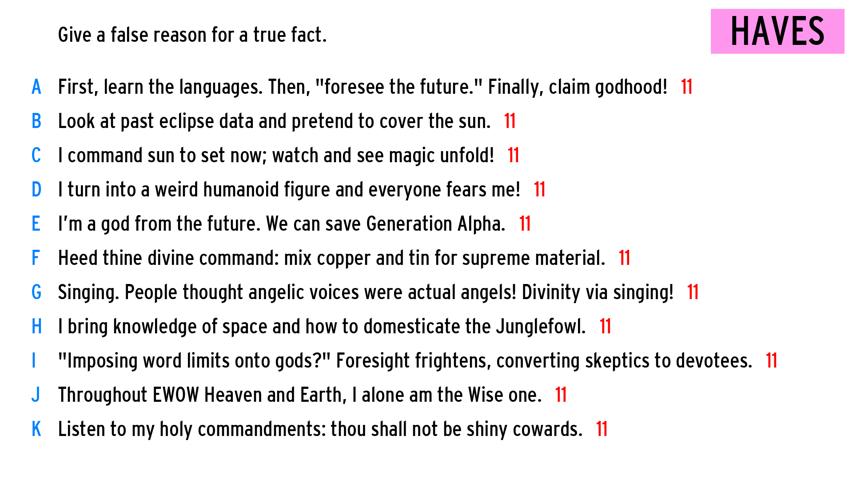 Give a false reason for a true fact.
HAVES
A First, learn the languages. Then, "foresee the future." Finally, claim godhood! 11
B Look at past eclipse data and pretend to cover the sun. 11
C I command sun to set now; watch and see magic unfold! 11
D I turn into a weird humanoid figure and everyone fears me! 11
E I'm a god from the future. We can save Generation Alpha. 11
F Heed thine divine command: mix copper and tin for supreme material. 11
G Singing. People thought angelic voices were actual angels! Divinity via singing! 11
H I bring knowledge of space and how to domesticate the Junglefowl. 11
I "Imposing word limits onto gods?" Foresight frightens, converting skeptics to devotees. 11
J Throughout EWOW Heaven and Earth, I alone am the Wise one. 11
K Listen to my holy commandments: thou shall not be shiny cowards. 11